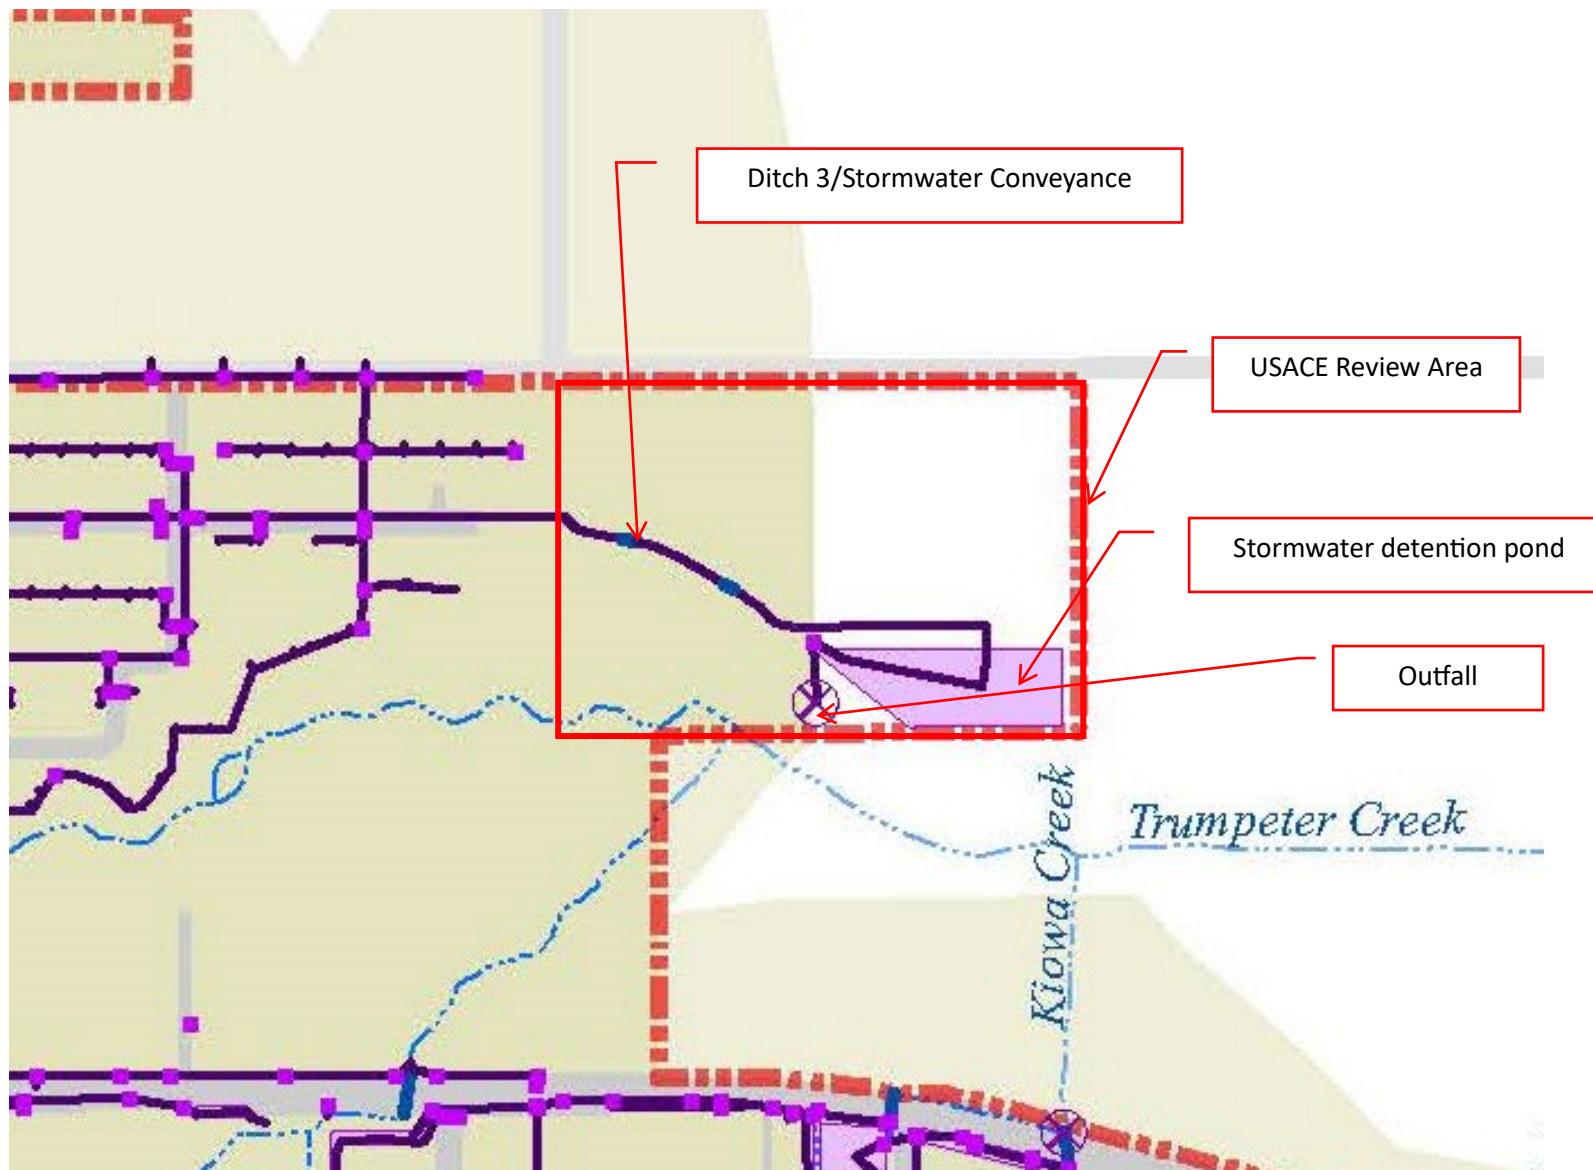 Ditch 3/Stormwater Conveyance
USACE Review Area
Stormwater detention pond
Outfall
Kiowa Creek
Trumpeter Creek